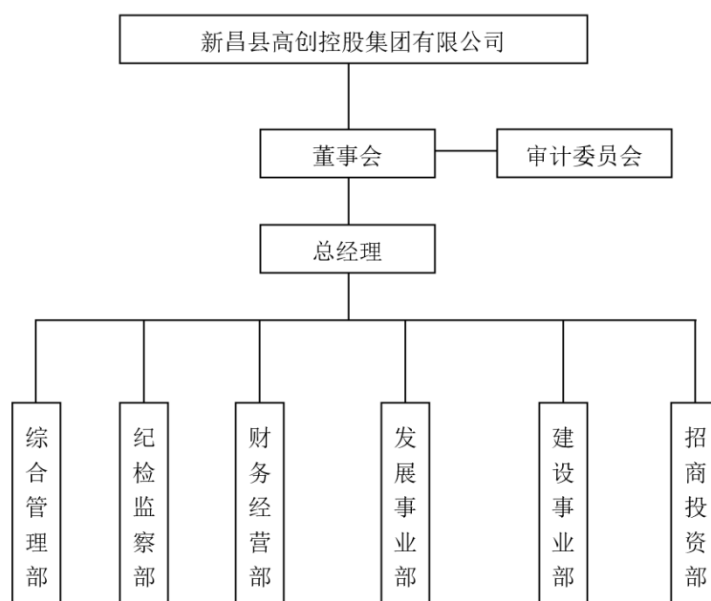 新昌县高创控股集团有限公司
董事会
审计委员会
总经理
综合管理部
纪检监察部
财务经营部
发展事业部
建设事业部
招商投资部